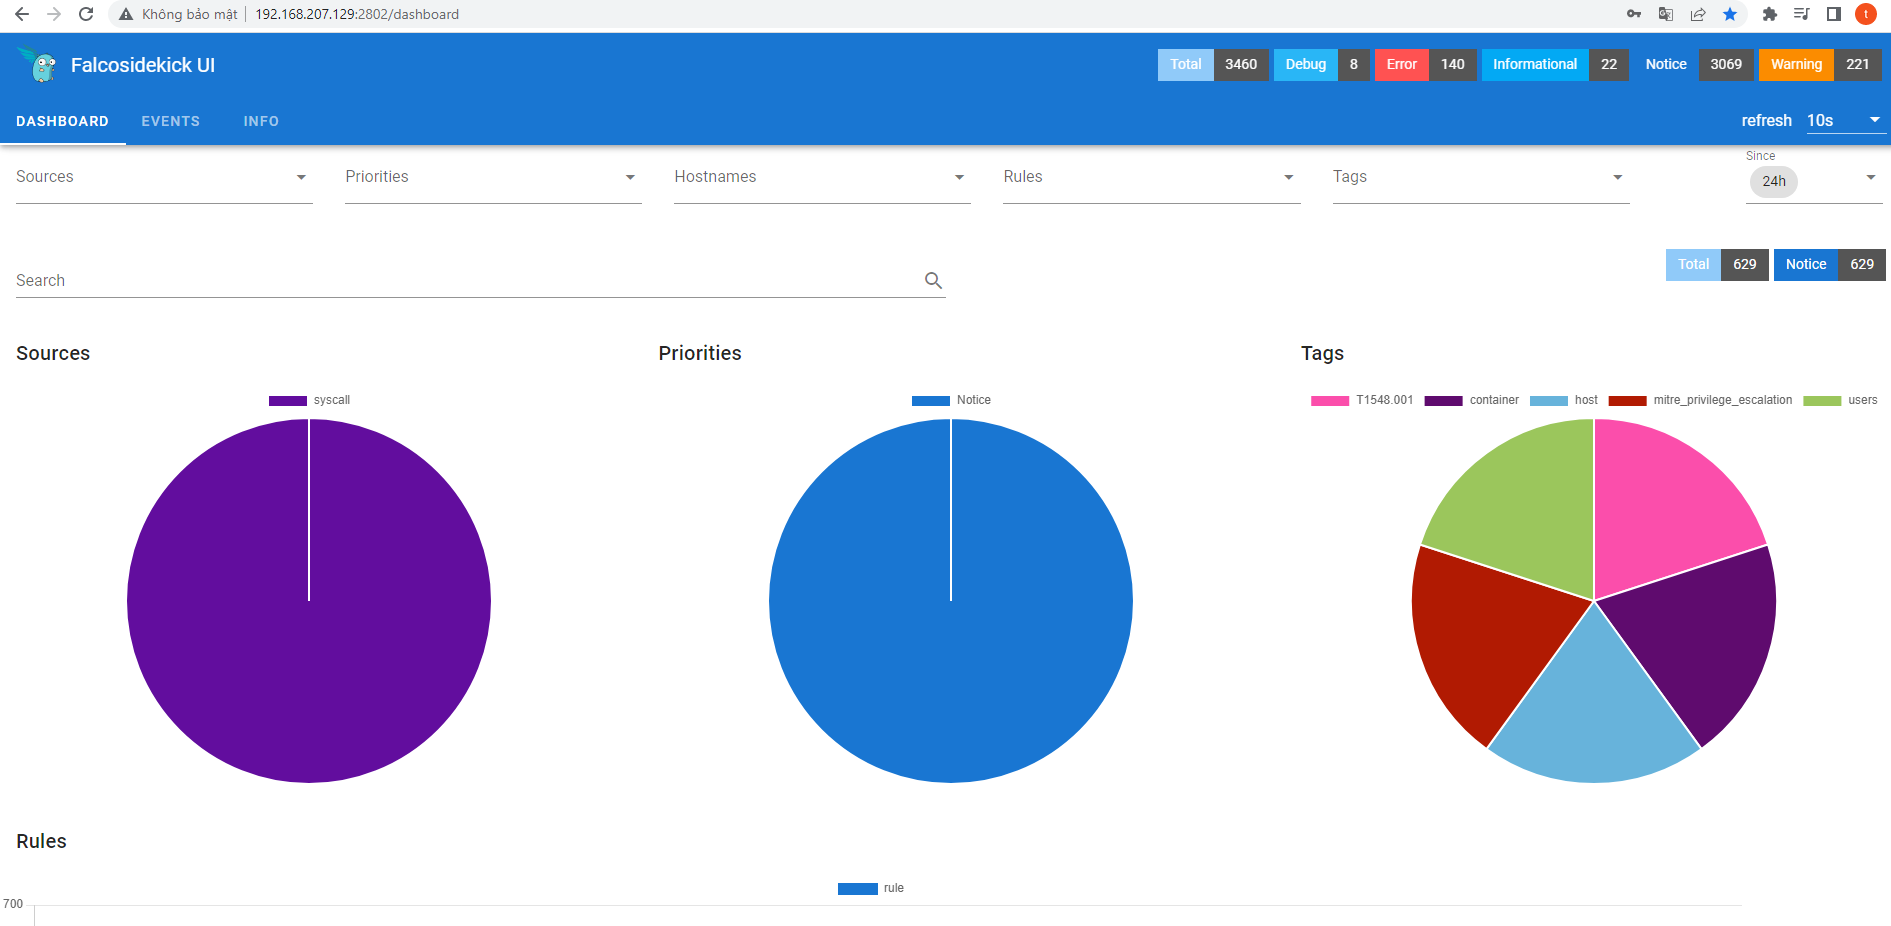 Không bảo mật 192.168.207.129:2802/dashboard t
Falcosidekick UI Total 3460 Debug 8 Error 140 Informational 22 Notice 3069 Warning 221
DASHBOARD EVENTS INFO refresh 10s
Since
Sources Priorities Hostnames Rules Tags 24h
Total 629 Notice 629
Search
Sources Priorities Tags
syscall Notice T1548.001 container host mitre_privilege_escalation users
Rules
rule
700